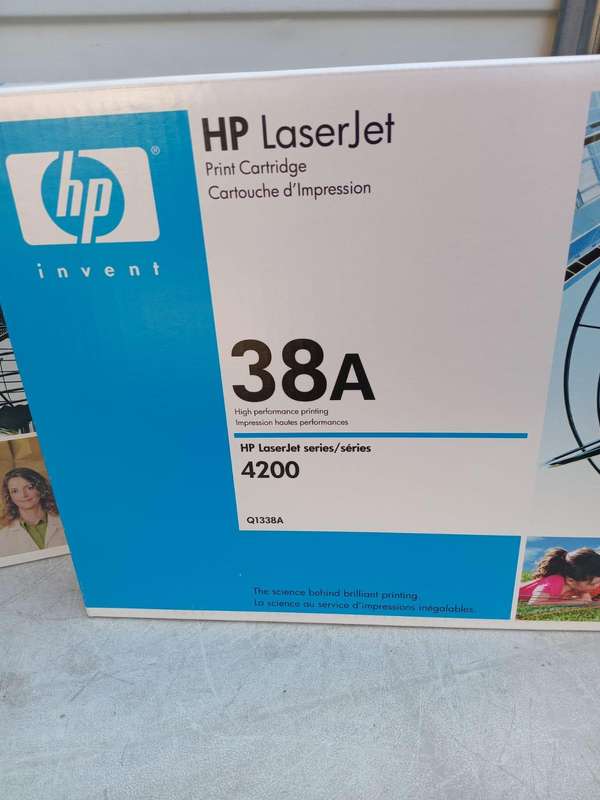 hp®
invent
HP LaserJet
Print Cartridge
Cartouche d'Impression
38A
High performance printing
Impression hautes performances
HP LaserJet series/séries
4200
Q1338A
The science behind brilliant printing.
La science au service d'impressions inégalables.